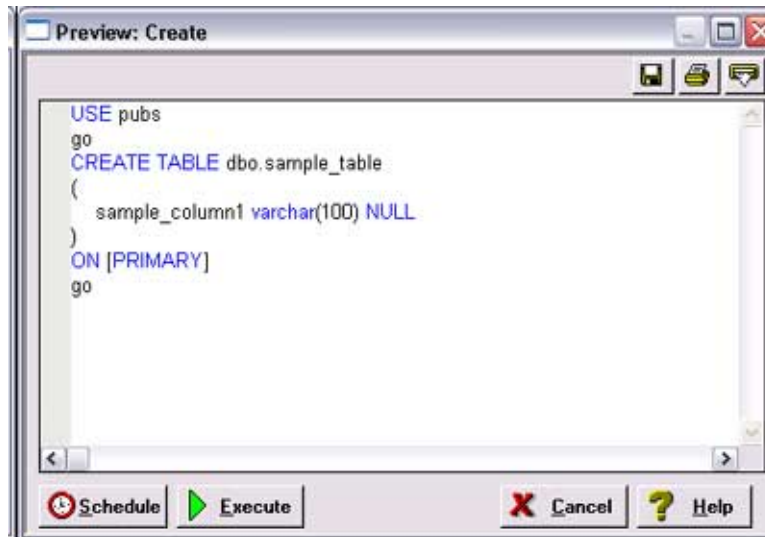 Preview: Create
USE pubs
go
CREATE TABLE dbo.sample_table
(
sample_column1 varchar(100) NULL
)
ON [PRIMARY]
go
Schedule Execute Cancel Help